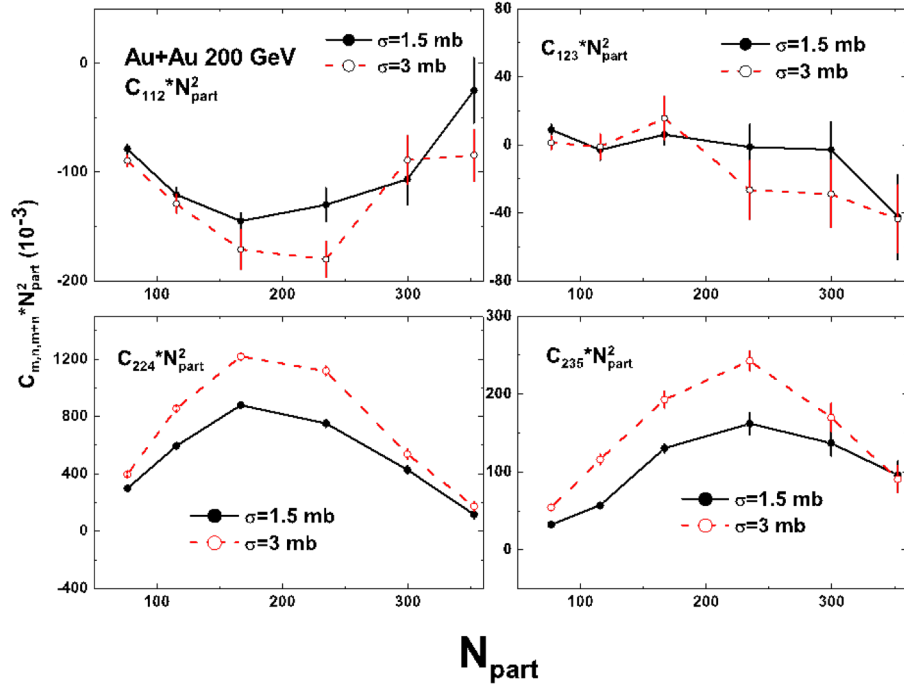 Au+Au 200 GeV
C₁₁₂*N²part
σ=1.5 mb
σ=3 mb
0
-100
-200
100
200
300
C₁₂₃*N²part
σ=1.5 mb
σ=3 mb
80
40
0
-40
-80
100
200
300
Cm,n,m+n*N²part (10⁻³)
C₂₂₄*N²part
σ=1.5 mb
σ=3 mb
1200
800
400
0
-400
100
200
300
C₂₃₅*N²part
σ=1.5 mb
σ=3 mb
300
200
100
0
100
200
300
Npart